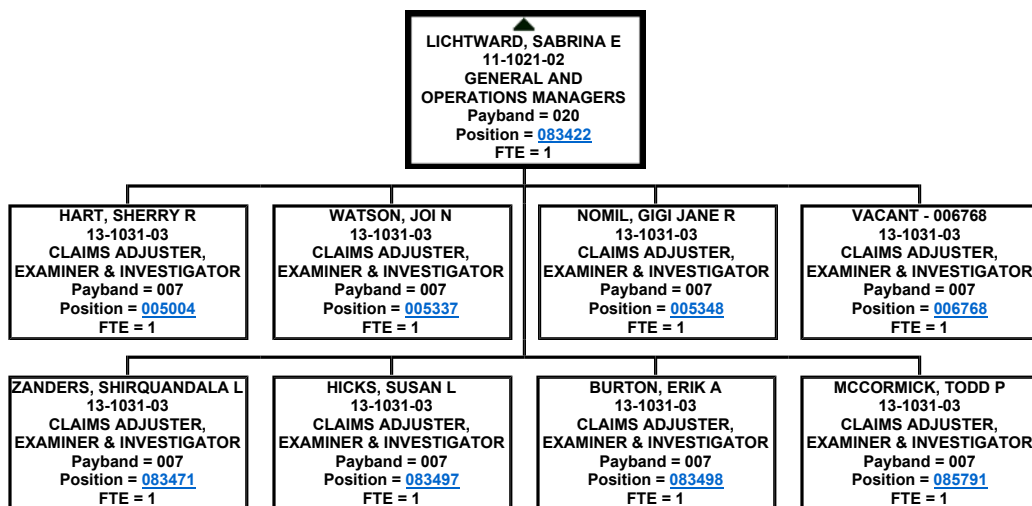 LICHTWARD, SABRINA E
11-1021-02
GENERAL AND
OPERATIONS MANAGERS
Payband = 020
Position = 083422
FTE = 1
HART, SHERRY R
13-1031-03
CLAIMS ADJUSTER,
EXAMINER & INVESTIGATOR
Payband = 007
Position = 005004
FTE = 1
WATSON, JOI N
13-1031-03
CLAIMS ADJUSTER,
EXAMINER & INVESTIGATOR
Payband = 007
Position = 005337
FTE = 1
NOMIL, GIGI JANE R
13-1031-03
CLAIMS ADJUSTER,
EXAMINER & INVESTIGATOR
Payband = 007
Position = 005348
FTE = 1
VACANT - 006768
13-1031-03
CLAIMS ADJUSTER,
EXAMINER & INVESTIGATOR
Payband = 007
Position = 006768
FTE = 1
ZANDERS, SHIRQUANDALA L
13-1031-03
CLAIMS ADJUSTER,
EXAMINER & INVESTIGATOR
Payband = 007
Position = 083471
FTE = 1
HICKS, SUSAN L
13-1031-03
CLAIMS ADJUSTER,
EXAMINER & INVESTIGATOR
Payband = 007
Position = 083497
FTE = 1
BURTON, ERIK A
13-1031-03
CLAIMS ADJUSTER,
EXAMINER & INVESTIGATOR
Payband = 007
Position = 083498
FTE = 1
MCCORMICK, TODD P
13-1031-03
CLAIMS ADJUSTER,
EXAMINER & INVESTIGATOR
Payband = 007
Position = 085791
FTE = 1